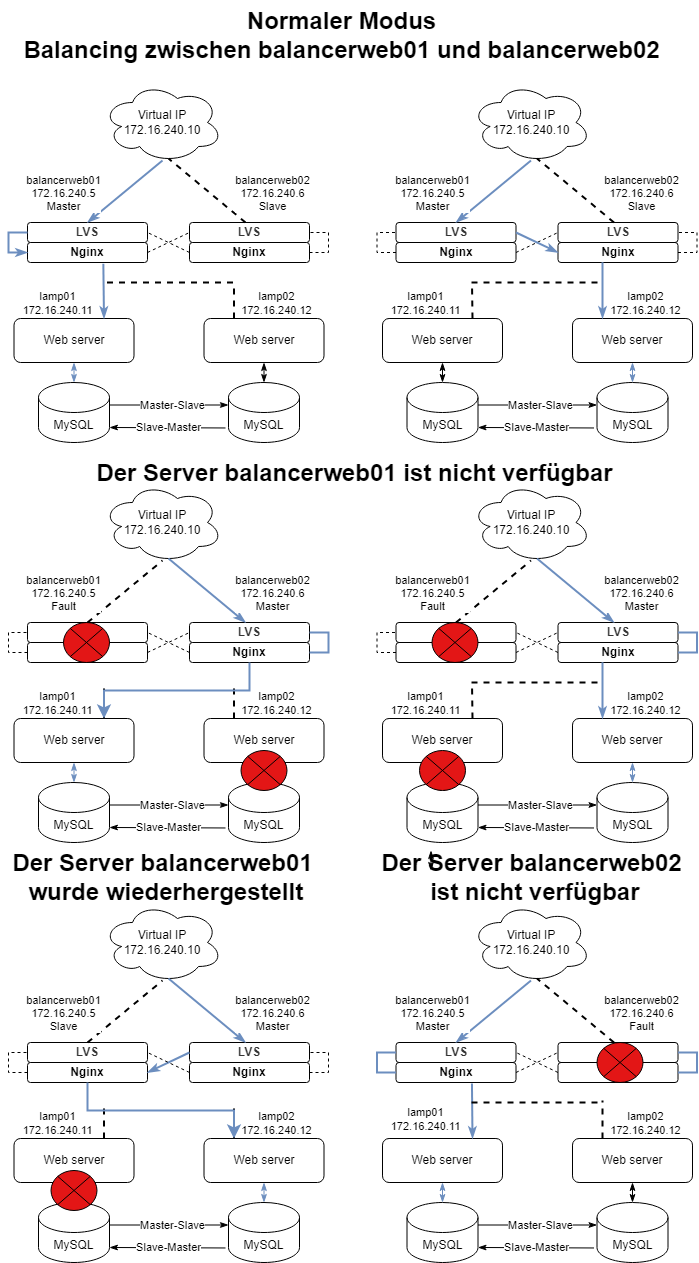 Normaler Modus
Balancing zwischen balancerweb01 und balancerweb02
Virtual IP
172.16.240.10
balancerweb01
172.16.240.5
Master
balancerweb02
172.16.240.6
Slave
LVS
Nginx
LVS
Nginx
lamp01
172.16.240.11
lamp02
172.16.240.12
Web server
Web server
MySQL
Master-Slave
Slave-Master
MySQL
Virtual IP
172.16.240.10
balancerweb01
172.16.240.5
Master
balancerweb02
172.16.240.6
Slave
LVS
Nginx
LVS
Nginx
lamp01
172.16.240.11
lamp02
172.16.240.12
Web server
Web server
MySQL
Master-Slave
Slave-Master
MySQL
Der Server balancerweb01 ist nicht verfügbar
Virtual IP
172.16.240.10
balancerweb01
172.16.240.5
Fault
balancerweb02
172.16.240.6
Master
LVS
Nginx
lamp01
172.16.240.11
lamp02
172.16.240.12
Web server
Web server
MySQL
Master-Slave
Slave-Master
MySQL
Virtual IP
172.16.240.10
balancerweb01
172.16.240.5
Fault
balancerweb02
172.16.240.6
Master
LVS
Nginx
lamp01
172.16.240.11
lamp02
172.16.240.12
Web server
Web server
MySQL
Master-Slave
Slave-Master
MySQL
Der Server balancerweb01
wurde wiederhergestellt
Virtual IP
172.16.240.10
balancerweb01
172.16.240.5
Slave
balancerweb02
172.16.240.6
Master
LVS
Nginx
LVS
Nginx
lamp01
172.16.240.11
lamp02
172.16.240.12
Web server
Web server
MySQL
Master-Slave
Slave-Master
MySQL
Der Server balancerweb02
ist nicht verfügbar
Virtual IP
172.16.240.10
balancerweb01
172.16.240.5
Master
balancerweb02
172.16.240.6
Fault
LVS
Nginx
lamp01
172.16.240.11
lamp02
172.16.240.12
Web server
Web server
MySQL
Master-Slave
Slave-Master
MySQL